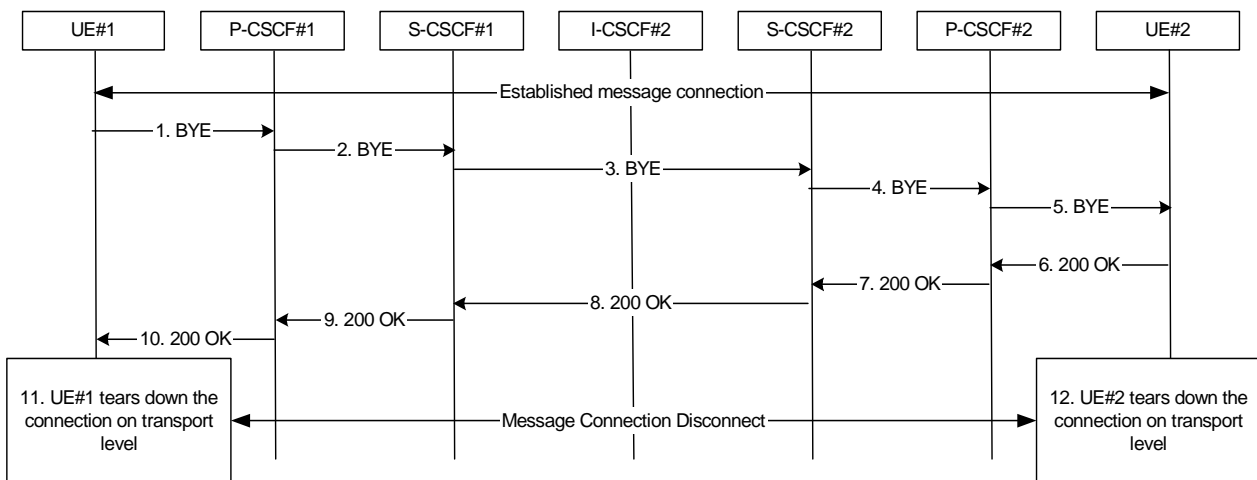 UE#1
P-CSCF#1
S-CSCF#1
I-CSCF#2
S-CSCF#2
P-CSCF#2
UE#2
Established message connection
1. BYE
2. BYE
3. BYE
4. BYE
5. BYE
6. 200 OK
7. 200 OK
8. 200 OK
9. 200 OK
10. 200 OK
11. UE#1 tears down the
connection on transport
level
Message Connection Disconnect
12. UE#2 tears down the
connection on transport
level